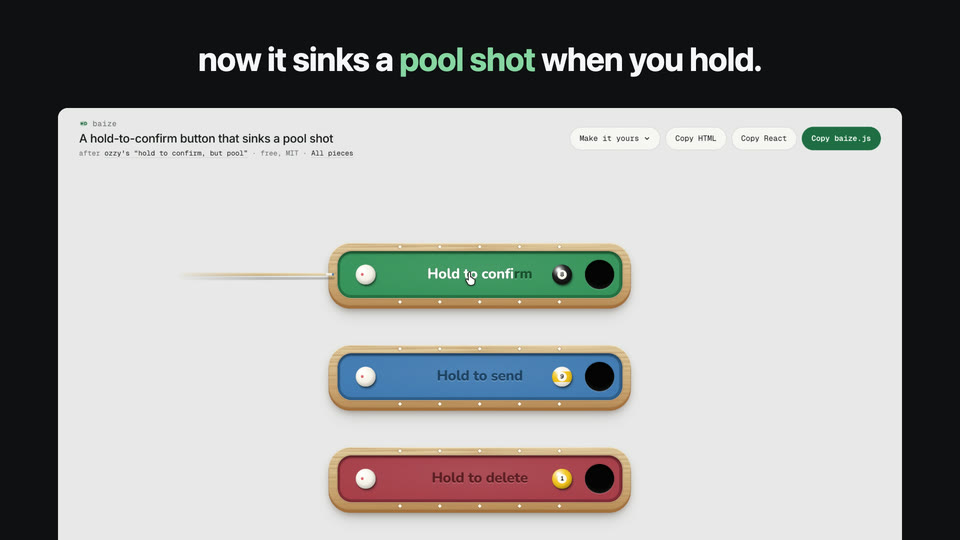 now it sinks a pool shot when you hold.
baize
A hold-to-confirm button that sinks a pool shot
after ozzy's "hold to confirm, but pool" · free, MIT · All pieces
Make it yours
Copy HTML
Copy React
Copy baize.js
Hold to confirm
8
Hold to send
9
Hold to delete
1